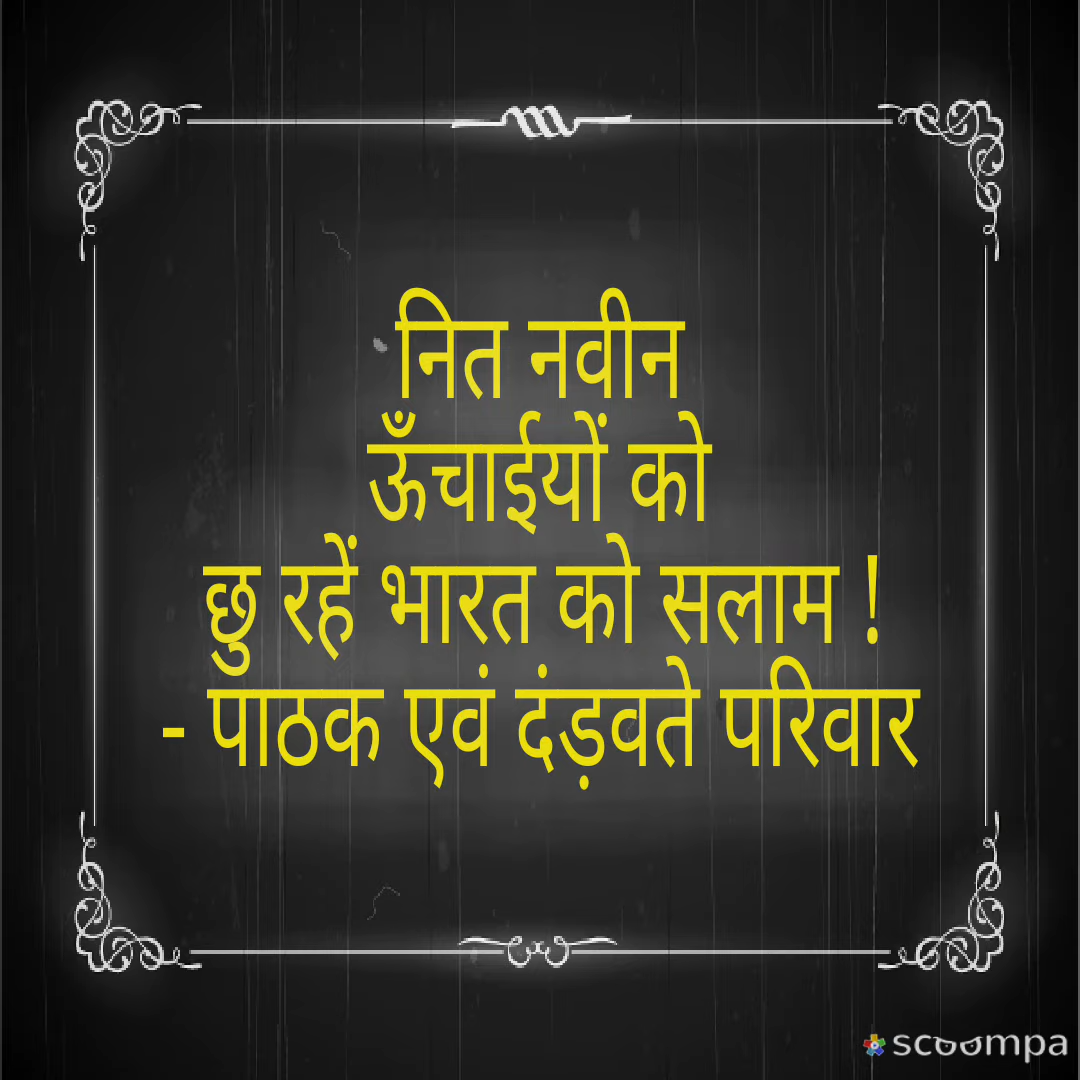 नित नवीन
ऊँचाईयों को
छु रहें भारत को सलाम !
- पाठक एवं दंड़वते परिवार
scoompa